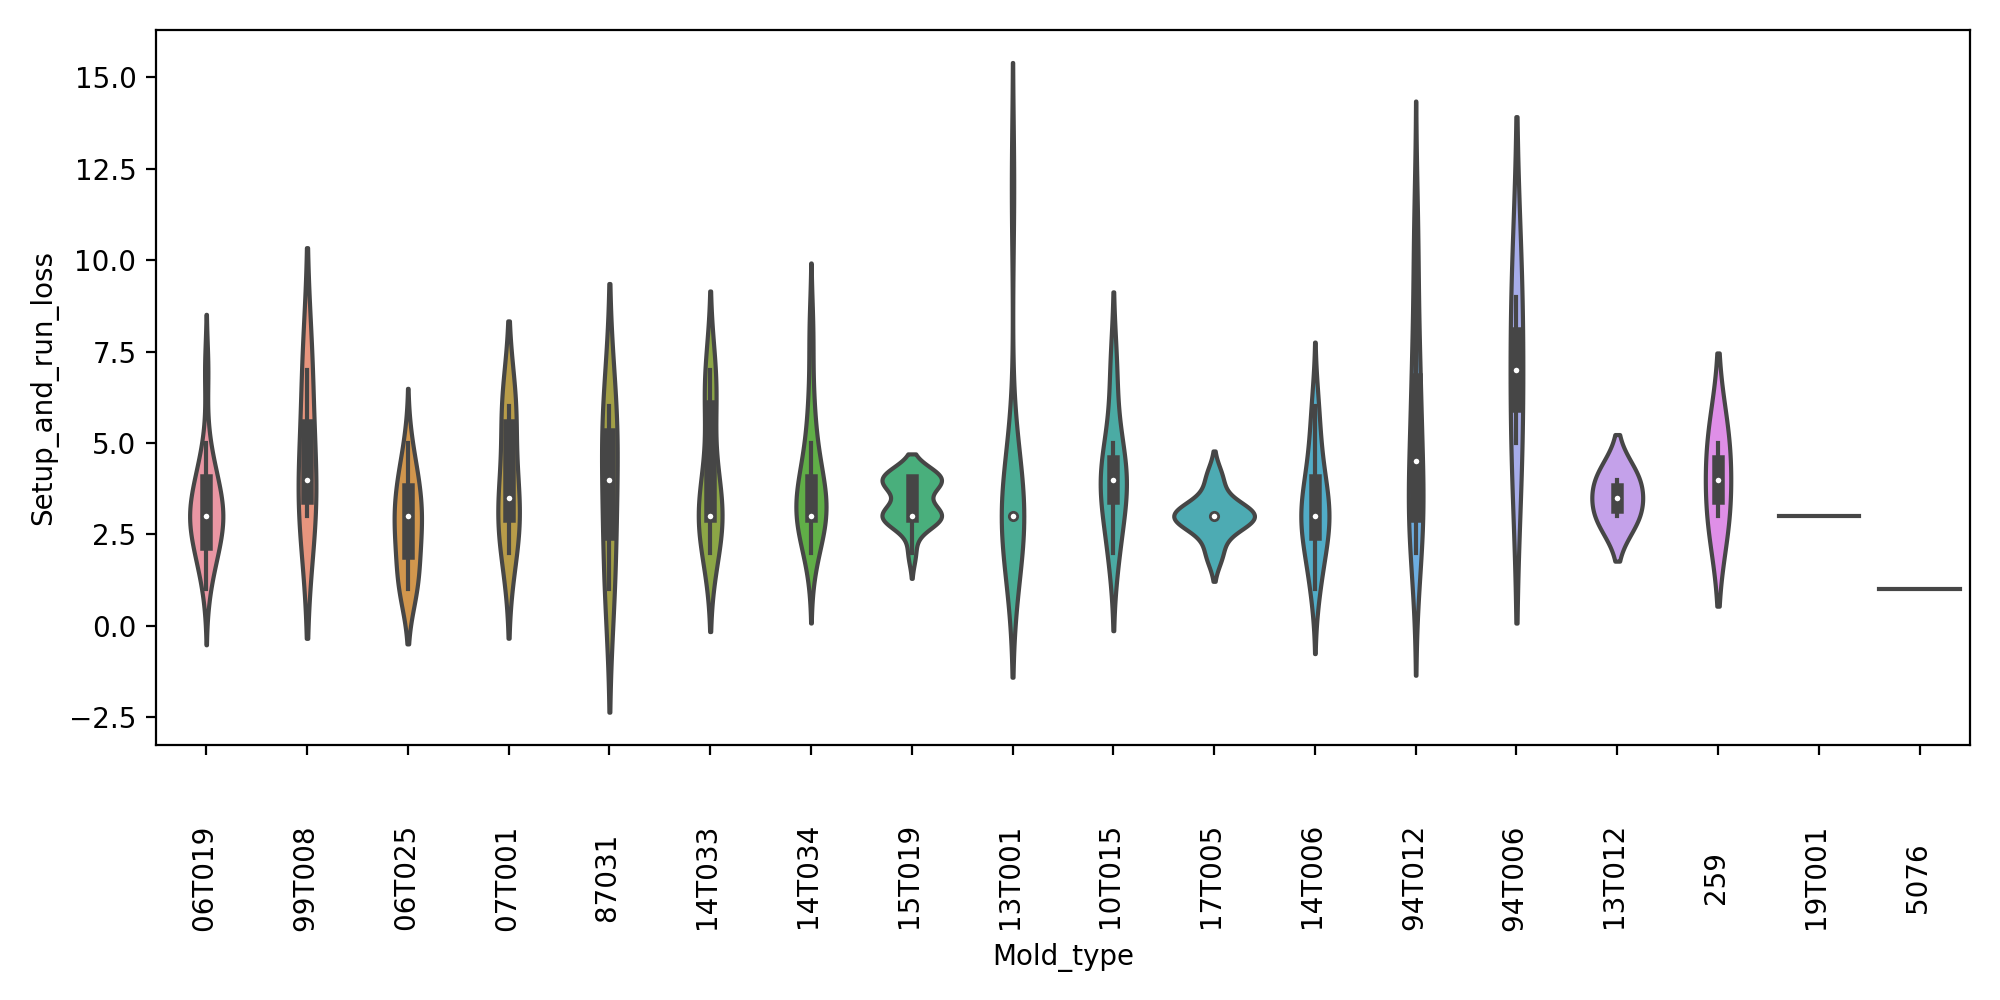 Setup_and_run_loss
15.0
12.5
10.0
7.5
5.0
2.5
0.0
−2.5
06T019
99T008
06T025
07T001
87031
14T033
14T034
15T019
13T001
10T015
17T005
14T006
94T012
94T006
13T012
259
19T001
5076
Mold_type